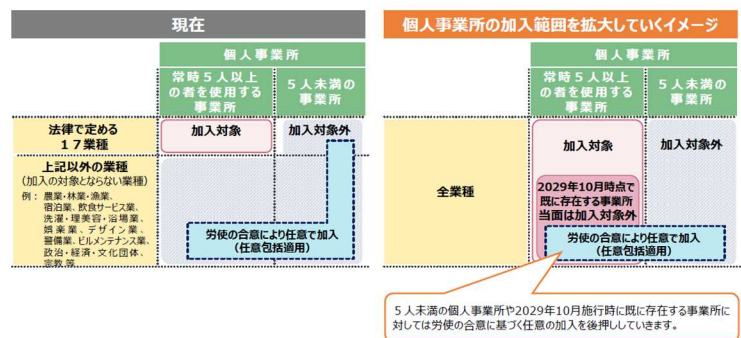 現在
個人事業所
常時５人以上
の者を使用する
事業所
５人未満の
事業所
法律で定める
１７業種
加入対象
加入対象外
上記以外の業種
(加入の対象とならない業種)
例： 農業・林業・漁業、
宿泊業、飲食サービス業、
洗濯・理美容・浴場業、
娯楽業、デザイン業、
警備業、ビルメンテナンス業、
政治・経済・文化団体、
宗教 等
労使の合意により任意で加入
（任意包括適用）
個人事業所の加入範囲を拡大していくイメージ
個人事業所
常時５人以上
の者を使用する
事業所
５人未満の
事業所
全業種
加入対象
加入対象外
2029年10月時点で
既に存在する事業所
当面は加入対象外
労使の合意により任意で加入
（任意包括適用）
５人未満の個人事業所や2029年10月施行時に既に存在する事業所に
対しては労使の合意に基づく任意の加入を後押ししていきます。